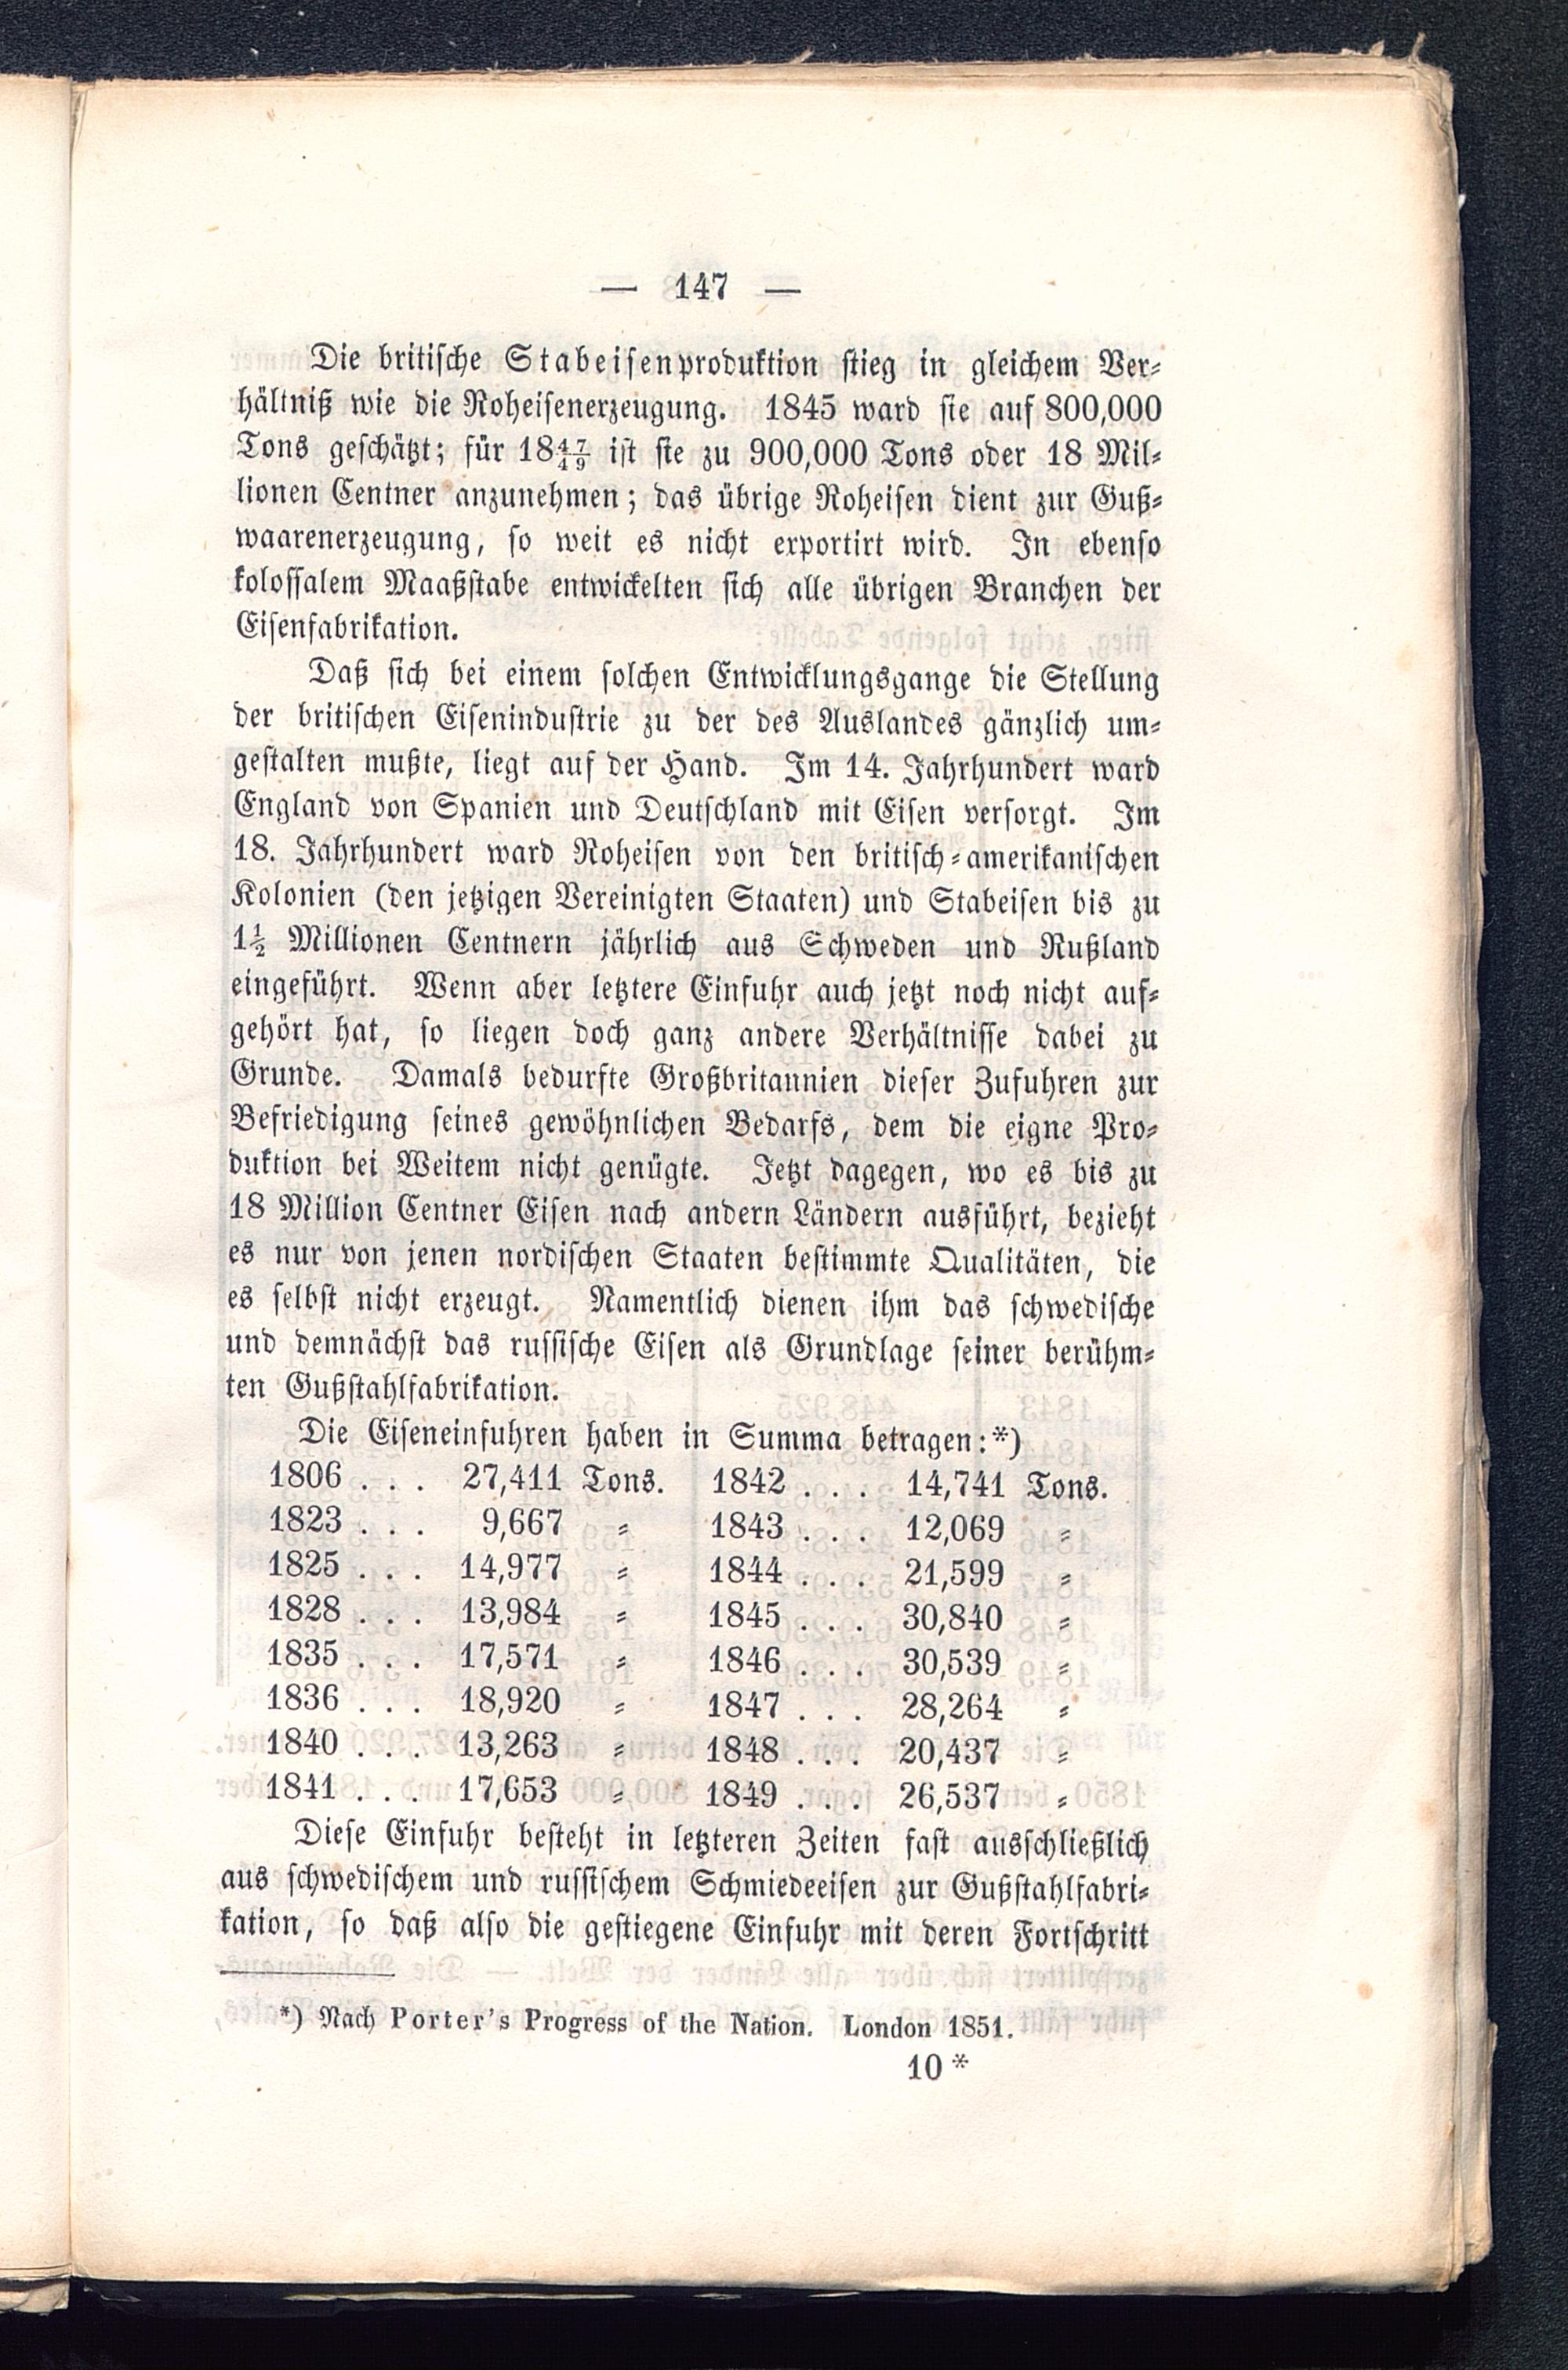 — 147 —
Die britische Stabeisenproduktion stieg in gleichem Ver-
hältniß wie die Roheisenerzeugung. 1845 ward sie auf 800,000
Tons geschätzt; für 1847/49 ist sie zu 900,000 Tons oder 18 Mil-
lionen Centner anzunehmen; das übrige Roheisen dient zur Guß-
waarenerzeugung, so weit es nicht exportirt wird. In ebenso
kolossalem Maaßstabe entwickelten sich alle übrigen Branchen der
Eisenfabrikation.
Daß sich bei einem solchen Entwicklungsgange die Stellung
der britischen Eisenindustrie zu der des Auslandes gänzlich um-
gestalten mußte, liegt auf der Hand. Im 14. Jahrhundert ward
England von Spanien und Deutschland mit Eisen versorgt. Im
18. Jahrhundert ward Roheisen von den britisch-amerikanischen
Kolonien (den jetzigen Vereinigten Staaten) und Stabeisen bis zu
1½ Millionen Centnern jährlich aus Schweden und Rußland
eingeführt. Wenn aber letztere Einfuhr auch jetzt noch nicht auf-
gehört hat, so liegen doch ganz andere Verhältnisse dabei zu
Grunde. Damals bedurfte Großbritannien dieser Zufuhren zur
Befriedigung seines gewöhnlichen Bedarfs, dem die eigne Pro-
duktion bei Weitem nicht genügte. Jetzt dagegen, wo es bis zu
18 Million Centner Eisen nach andern Ländern ausführt, bezieht
es nur von jenen nordischen Staaten bestimmte Qualitäten, die
es selbst nicht erzeugt. Namentlich dienen ihm das schwedische
und demnächst das russische Eisen als Grundlage seiner berühm-
ten Gußstahlfabrikation.
Die Eiseneinfuhren haben in Summa betragen:*)
1806 . . . 27,411 Tons. 1842 . . . 14,741 Tons.
1823 . . . 9,667 „ 1843 . . . 12,069 „
1825 . . . 14,977 „ 1844 . . . 21,599 „
1828 . . . 13,984 „ 1845 . . . 30,840 „
1835 . . . 17,571 „ 1846 . . . 30,539 „
1836 . . . 18,920 „ 1847 . . . 28,264 „
1840 . . . 13,263 „ 1848 . . . 20,437 „
1841 . . . 17,653 „ 1849 . . . 26,537 „
Diese Einfuhr besteht in letzteren Zeiten fast ausschließlich
aus schwedischem und russischem Schmiedeeisen zur Gußstahlfabri-
kation, so daß also die gestiegene Einfuhr mit deren Fortschritt
*) Nach Porter's Progress of the Nation. London 1851.
10*